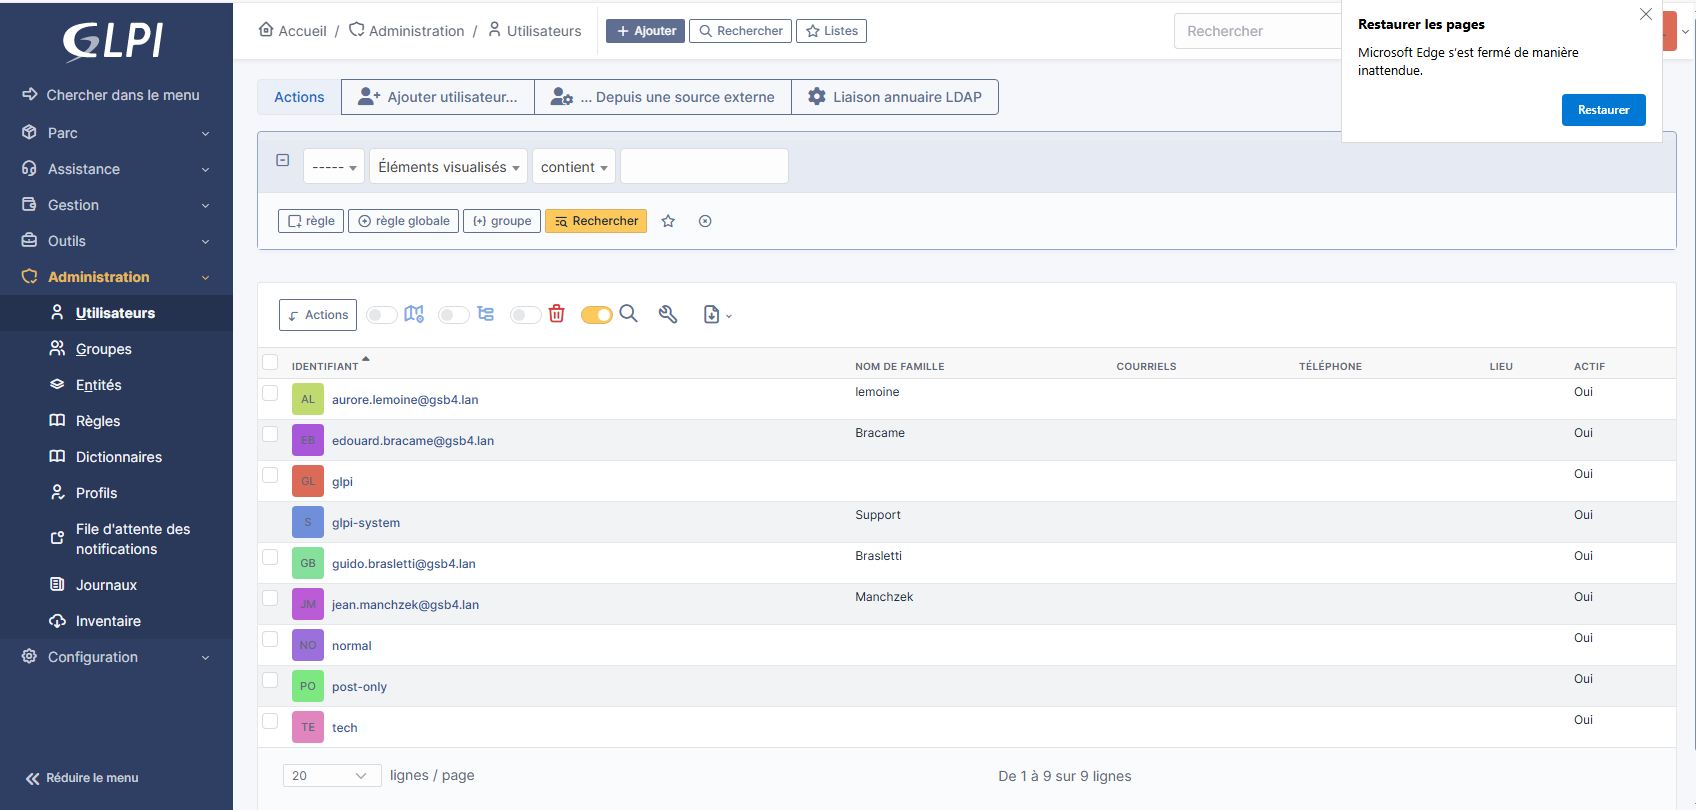 GLPI
Chercher dans le menu
Parc
Assistance
Gestion
Outils
Administration
Utilisateurs
Groupes
Entités
Règles
Dictionnaires
Profils
File d'attente des
notifications
Journaux
Inventaire
Configuration
Réduire le menu
Accueil / Administration / Utilisateurs
Ajouter Rechercher Listes
Rechercher
Restaurer les pages
Microsoft Edge s'est fermé de manière
inattendue.
Restaurer
Actions Ajouter utilisateur... ... Depuis une source externe Liaison annuaire LDAP
----- Éléments visualisés contient
règle règle globale groupe Rechercher
Actions
IDENTIFIANT NOM DE FAMILLE COURRIELS TÉLÉPHONE LIEU ACTIF
AL aurore.lemoine@gsb4.lan lemoine Oui
EB edouard.bracame@gsb4.lan Bracame Oui
GL glpi Oui
S glpi-system Support Oui
GB guido.brasletti@gsb4.lan Brasletti Oui
JM jean.manchzek@gsb4.lan Manchzek Oui
NO normal Oui
PO post-only Oui
TE tech Oui
20 lignes / page De 1 à 9 sur 9 lignes